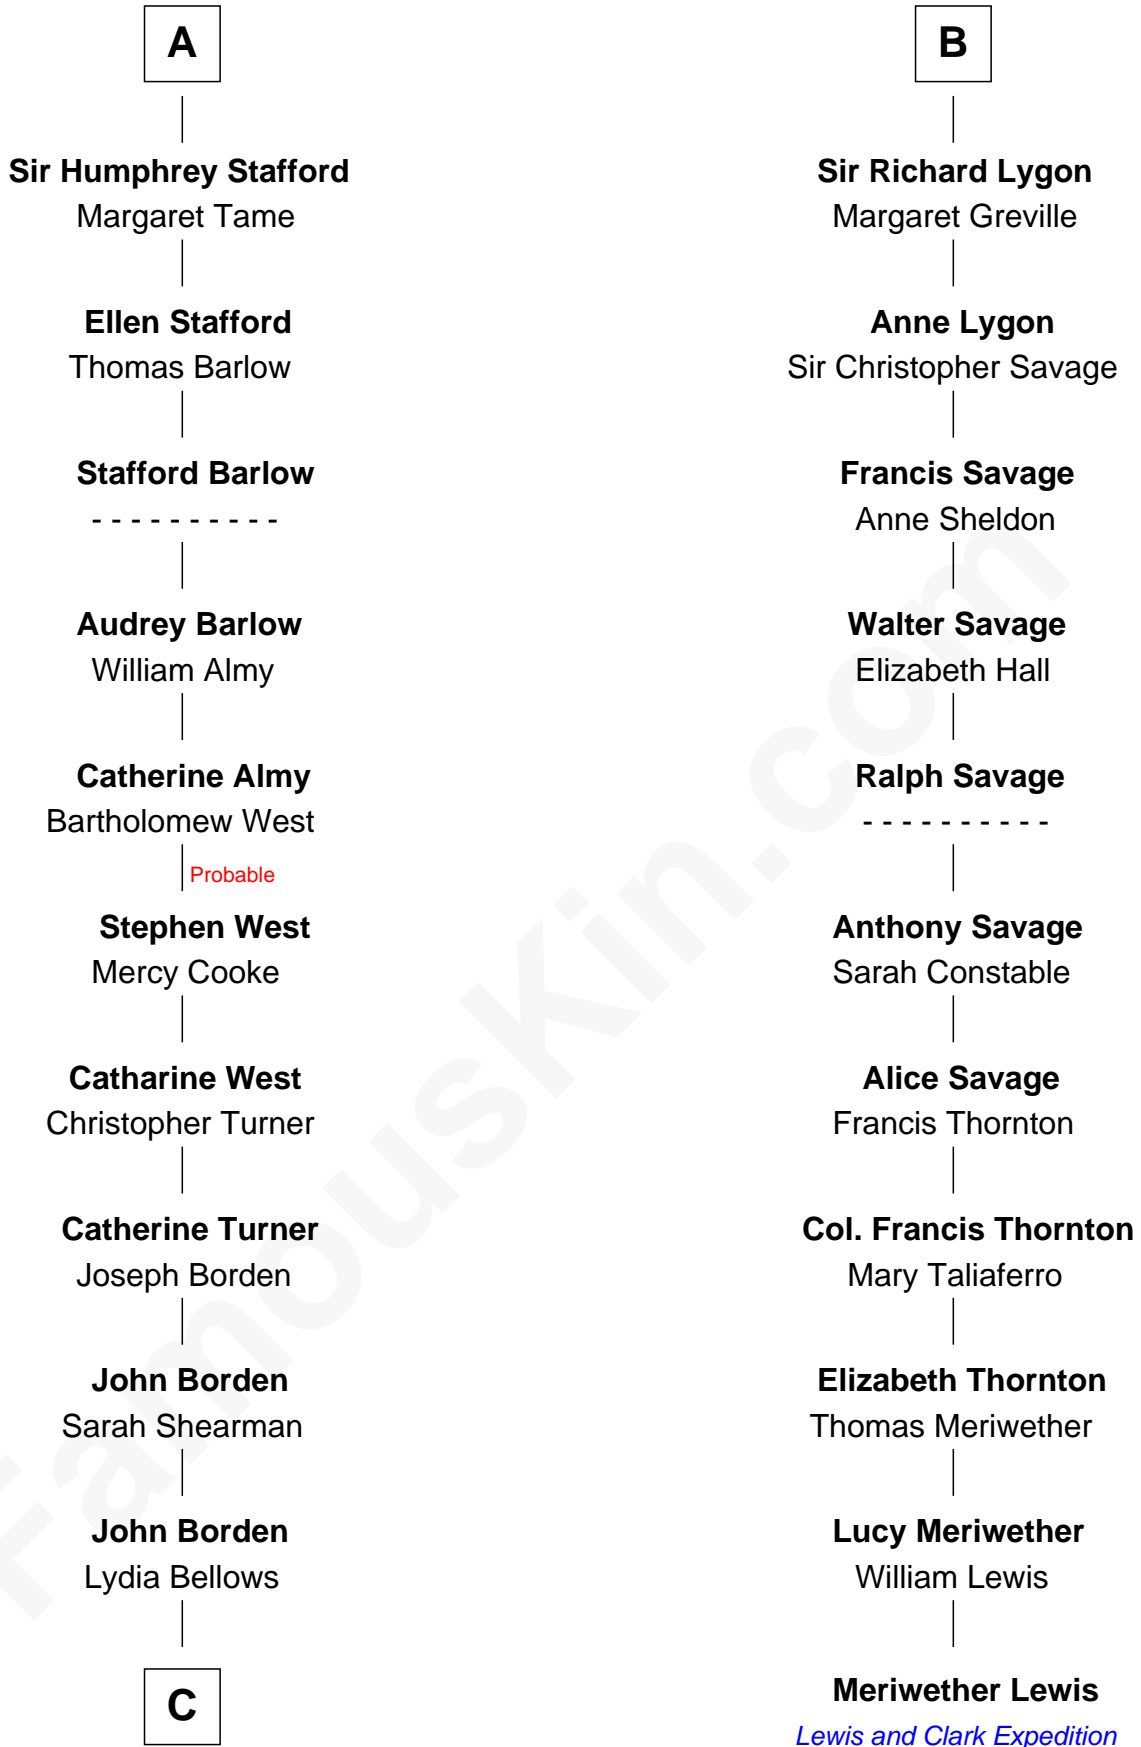 A
Sir Humphrey Stafford
Margaret Tame
Ellen Stafford
Thomas Barlow
Stafford Barlow
- - - - - - - - - -
Audrey Barlow
William Almy
Catherine Almy
Bartholomew West
Probable
Stephen West
Mercy Cooke
Catharine West
Christopher Turner
Catherine Turner
Joseph Borden
John Borden
Sarah Shearman
John Borden
Lydia Bellows
C
B
Sir Richard Lygon
Margaret Greville
Anne Lygon
Sir Christopher Savage
Francis Savage
Anne Sheldon
Walter Savage
Elizabeth Hall
Ralph Savage
- - - - - - - - - -
Anthony Savage
Sarah Constable
Alice Savage
Francis Thornton
Col. Francis Thornton
Mary Taliaferro
Elizabeth Thornton
Thomas Meriwether
Lucy Meriwether
William Lewis
Meriwether Lewis
Lewis and Clark Expedition
FamousKin.com